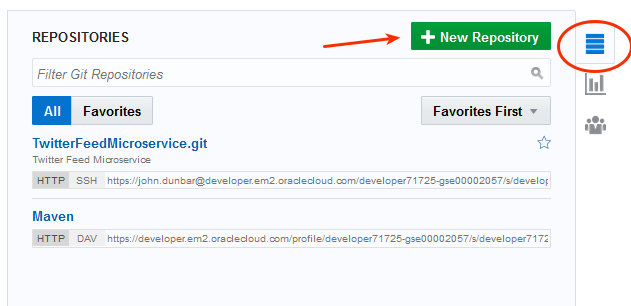 REPOSITORIES
New Repository
Filter Git Repositories
All Favorites Favorites First
TwitterFeedMicroservice.git
Twitter Feed Microservice
HTTP SSH https://john.dunbar@developer.em2.oraclecloud.com/developer71725-gse00002057/s/develop
Maven
HTTP DAV https://developer.em2.oraclecloud.com/profile/developer71725-gse00002057/s/developer7172